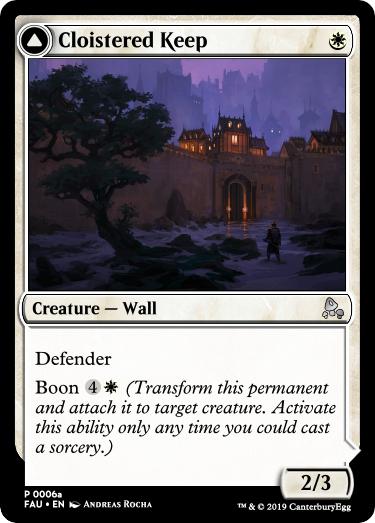 Cloistered Keep
Creature — Wall
Defender
Boon 4 (Transform this permanent
and attach it to target creature. Activate
this ability only any time you could cast
a sorcery.)
2/3
P 0006a
FAU • EN Andreas Rocha
™ & © 2019 CanterburyEgg